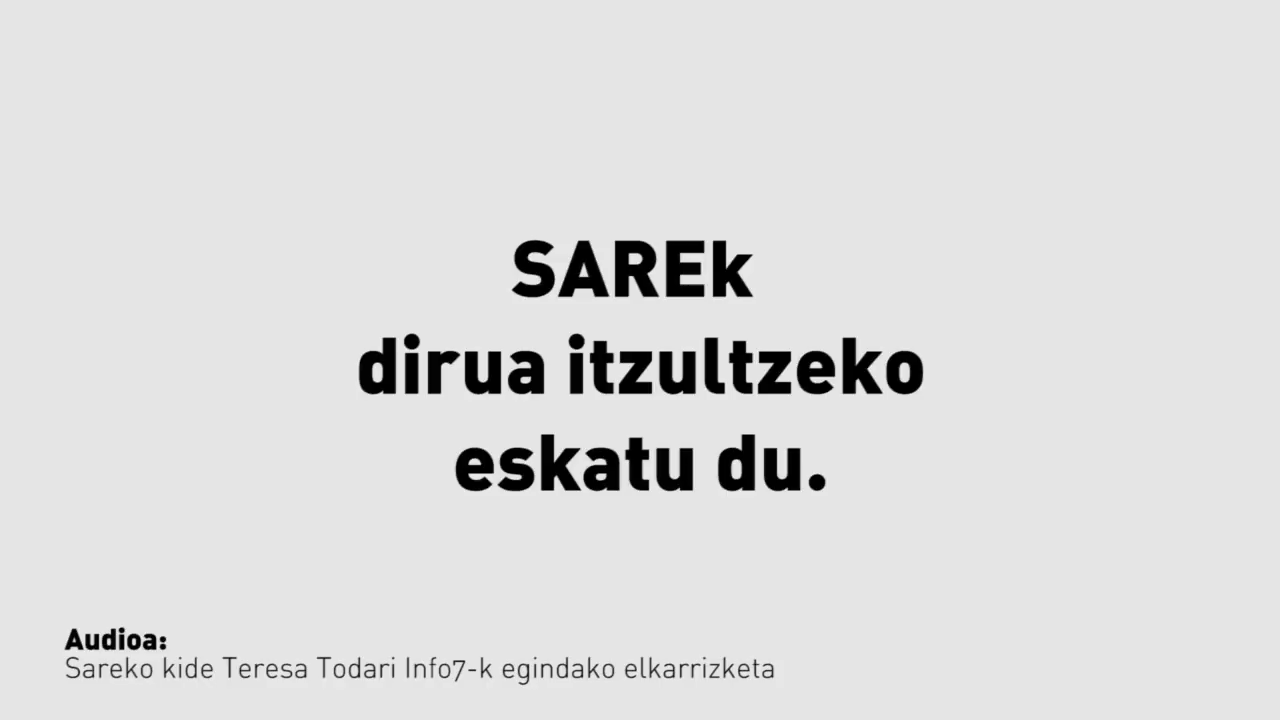 SAREk
dirua itzultzeko
eskatu du.
Audioa:
Sareko kide Teresa Todari Info7-k egindako elkarrizketa